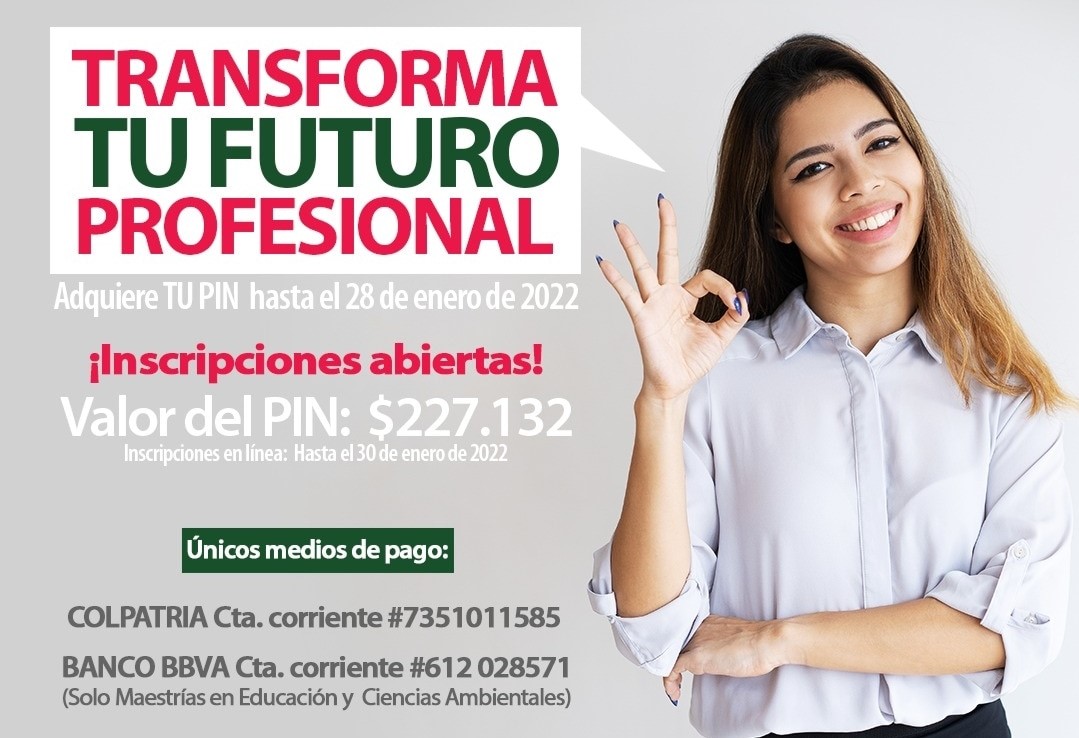 TRANSFORMA
TU FUTURO
PROFESIONAL
Adquiere TU PIN hasta el 28 de enero de 2022
¡Inscripciones abiertas!
Valor del PIN: $227.132
Inscripciones en línea: Hasta el 30 de enero de 2022
Únicos medios de pago:
COLPATRIA Cta. corriente #7351011585
BANCO BBVA Cta. corriente #612 028571
(Solo Maestrías en Educación y Ciencias Ambientales)